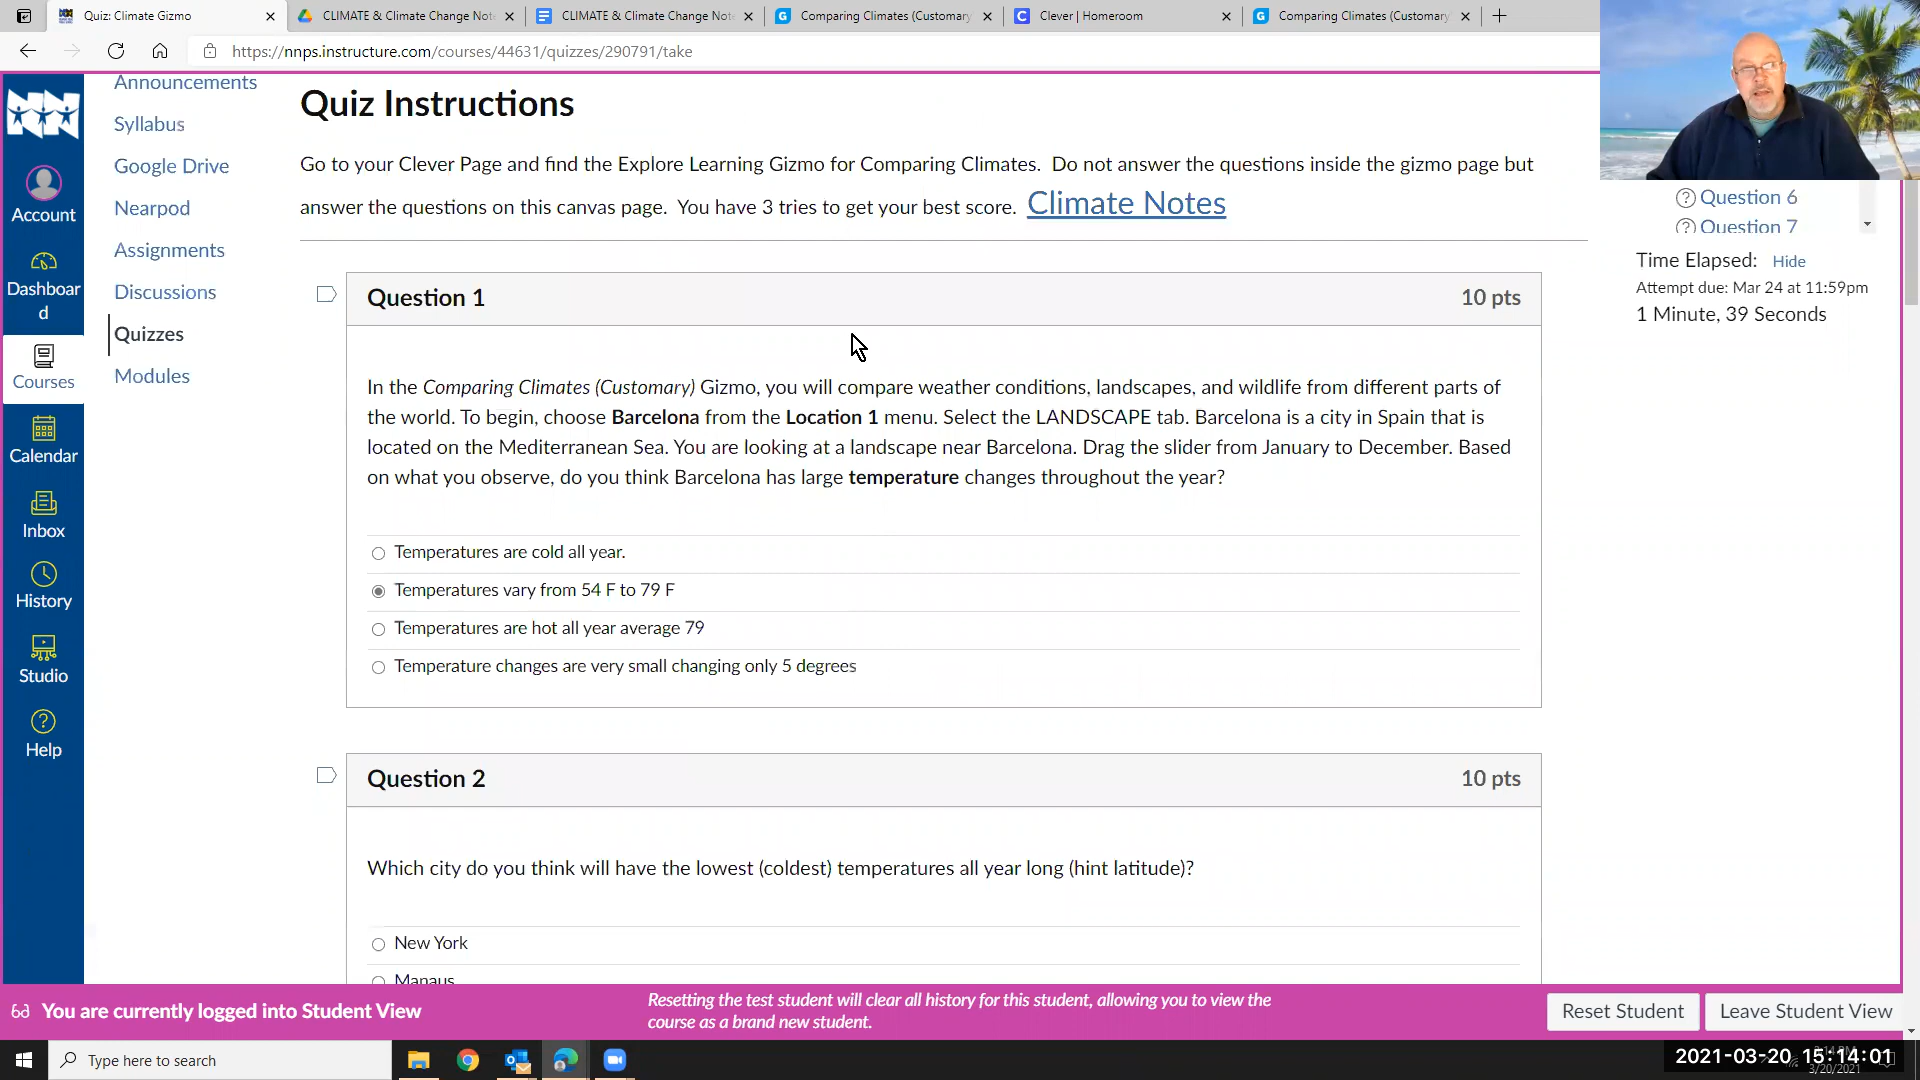 Quiz: Climate Gizmo
CLIMATE & Climate Change Not
CLIMATE & Climate Change Not
Comparing Climates (Customary
Clever | Homeroom
Comparing Climates (Customary
https://nnps.instructure.com/courses/44631/quizzes/290791/take
Account
Dashboar
d
Courses
Calendar
Inbox
History
Studio
Help
Announcements
Syllabus
Google Drive
Nearpod
Assignments
Discussions
Quizzes
Modules
Quiz Instructions
Go to your Clever Page and find the Explore Learning Gizmo for Comparing Climates. Do not answer the questions inside the gizmo page but
answer the questions on this canvas page. You have 3 tries to get your best score. Climate Notes
Question 1
10 pts
In the Comparing Climates (Customary) Gizmo, you will compare weather conditions, landscapes, and wildlife from different parts of
the world. To begin, choose Barcelona from the Location 1 menu. Select the LANDSCAPE tab. Barcelona is a city in Spain that is
located on the Mediterranean Sea. You are looking at a landscape near Barcelona. Drag the slider from January to December. Based
on what you observe, do you think Barcelona has large temperature changes throughout the year?
Temperatures are cold all year.
Temperatures vary from 54 F to 79 F
Temperatures are hot all year average 79
Temperature changes are very small changing only 5 degrees
Question 2
10 pts
Which city do you think will have the lowest (coldest) temperatures all year long (hint latitude)?
New York
Manaus
Question 6
Question 7
Time Elapsed: Hide
Attempt due: Mar 24 at 11:59pm
1 Minute, 39 Seconds
You are currently logged into Student View
Resetting the test student will clear all history for this student, allowing you to view the
course as a brand new student.
Reset Student
Leave Student View
Type here to search
2021-03-20 15:14:01
3/20/2021